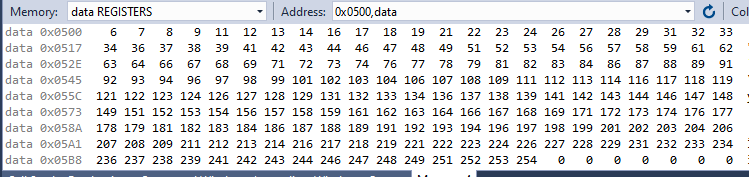 Memory: data REGISTERS Address: 0x0500,data Col
data 0x0500 6 7 8 9 11 12 13 14 16 17 18 19 21 22 23 24 26 27 28 29 31 32 33
data 0x0517 34 36 37 38 39 41 42 43 44 46 47 48 49 51 52 53 54 56 57 58 59 61 62
data 0x052E 63 64 66 67 68 69 71 72 73 74 76 77 78 79 81 82 83 84 86 87 88 89 91
data 0x0545 92 93 94 96 97 98 99 101 102 103 104 106 107 108 109 111 112 113 114 116 117 118 119
data 0x055C 121 122 123 124 126 127 128 129 131 132 133 134 136 137 138 139 141 142 143 144 146 147 148
data 0x0573 149 151 152 153 154 156 157 158 159 161 162 163 164 166 167 168 169 171 172 173 174 176 177
data 0x058A 178 179 181 182 183 184 186 187 188 189 191 192 193 194 196 197 198 199 201 202 203 204 206
data 0x05A1 207 208 209 211 212 213 214 216 217 218 219 221 222 223 224 226 227 228 229 231 232 233 234
data 0x05B8 236 237 238 239 241 242 243 244 246 247 248 249 251 252 253 254 0 0 0 0 0 0 0